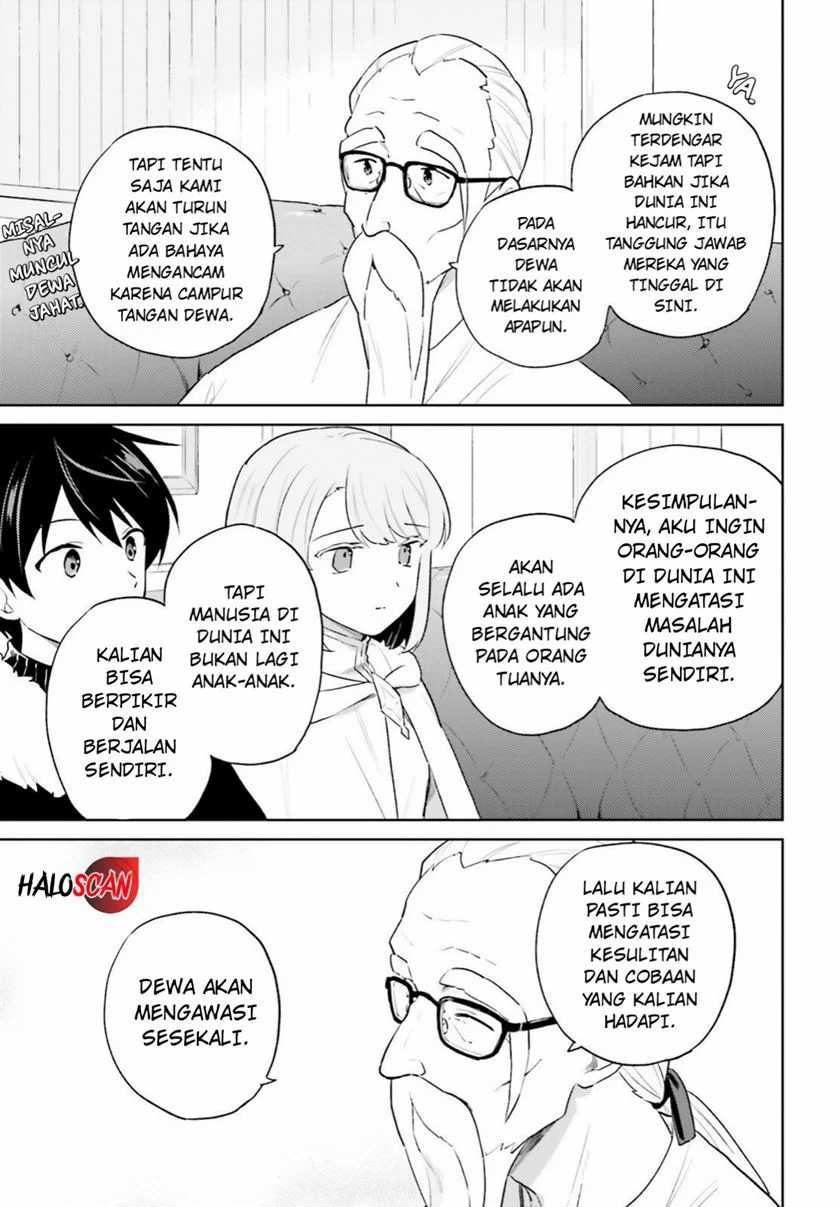 YA.
MUNGKIN
TERDENGAR
KEJAM TAPI
BAHKAN JIKA
DUNIA INI
HANCUR, ITU
TANGGUNG JAWAB
MEREKA YANG
TINGGAL DI
SINI.
PADA
DASARNYA
DEWA
TIDAK AKAN
MELAKUKAN
APAPUN.
TAPI TENTU
SAJA KAMI
AKAN TURUN
TANGAN JIKA
ADA BAHAYA
MENGANCAM
KARENA CAMPUR
TANGAN DEWA.
MISAL-
NYA
MUNCUL
DEWA
JAHAT.
KESIMPULAN-
NYA, AKU INGIN
ORANG-ORANG
DI DUNIA INI
MENGATASI
MASALAH
DUNIANYA
SENDIRI.
AKAN
SELALU ADA
ANAK YANG
BERGANTUNG
PADA ORANG
TUANYA.
TAPI
MANUSIA DI
DUNIA INI
BUKAN LAGI
ANAK-ANAK.
KALIAN
BISA
BERPIKIR
DAN
BERJALAN
SENDIRI.
HALOSCAN
LALU KALIAN
PASTI BISA
MENGATASI
KESULITAN
DAN COBAAN
YANG KALIAN
HADAPI.
DEWA AKAN
MENGAWASI
SESEKALI.